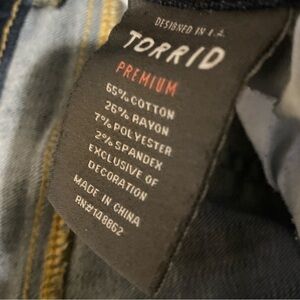 DESIGNED IN L.A.
TORRID
PREMIUM
65% COTTON
26% RAYON
7% POLYESTER
2% SPANDEX
EXCLUSIVE OF
DECORATION
MADE IN CHINA
RN#148862